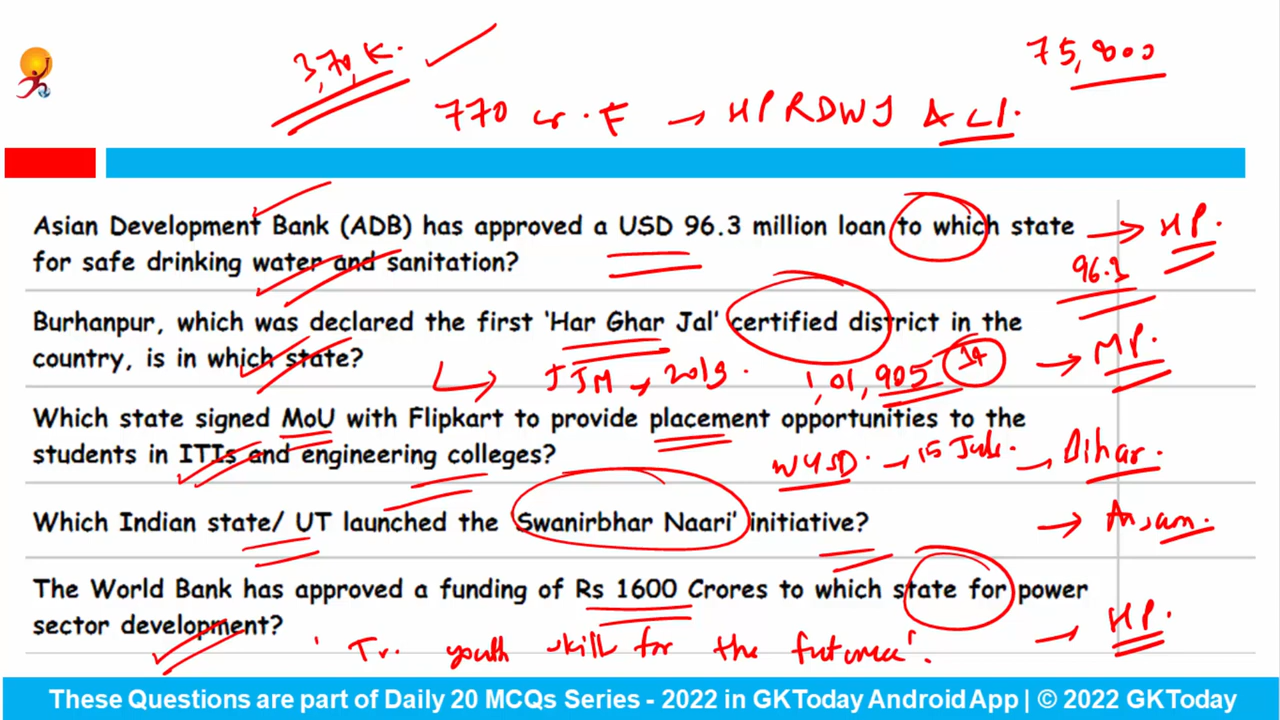 3,70,K.
75,800
770 cr. ₹ → HPRDWS ACL.
Asian Development Bank (ADB) has approved a USD 96.3 million loan to which state → HP.
for safe drinking water and sanitation?
96.3
Burhanpur, which was declared the first 'Har Ghar Jal' certified district in the
country, is in which state? → MP.
JJM → 2019. 1,01,905
Which state signed MoU with Flipkart to provide placement opportunities to the
students in ITIs and engineering colleges?
WYSD. → 15 July. → Bihar.
Which Indian state/ UT launched the 'Swanirbhar Naari' initiative? → Assam.
The World Bank has approved a funding of Rs 1600 Crores to which state for power
sector development? → HP.
'Tr. youth skill for the future'.
These Questions are part of Daily 20 MCQs Series - 2022 in GKToday Android App | © 2022 GKToday